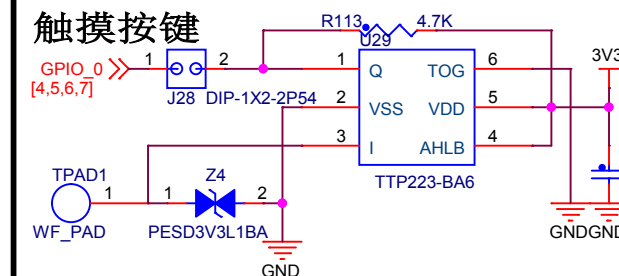 触摸按键
R113 4.7K
U29
GPIO_0 1 2 1 Q TOG 6
[4,5,6,7]
J28 DIP-1X2-2P54
3V3
2 VSS VDD 5
3 I AHLB 4
TTP223-BA6
TPAD1 Z4
1 1 2
WF_PAD PESD3V3L1BA
GND
GND GND